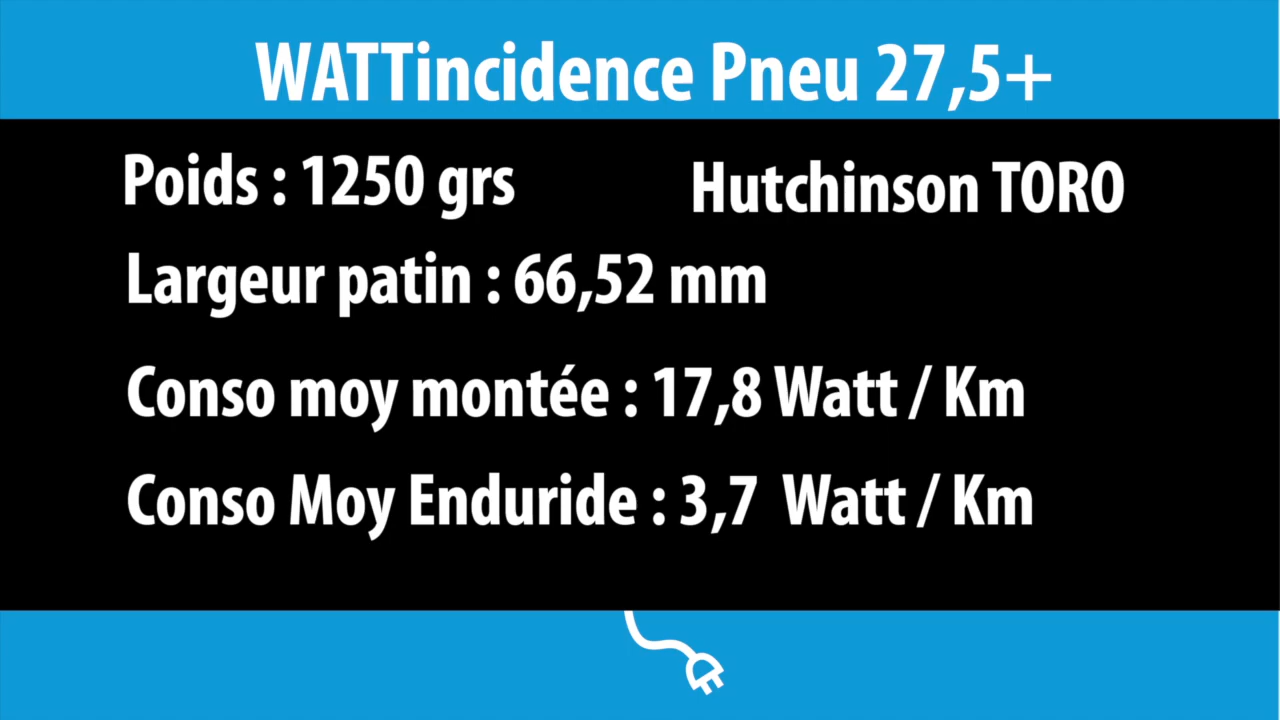 WATTincidence Pneu 27,5+
Poids : 1250 grs
Hutchinson TORO
Largeur patin : 66,52 mm
Conso moy montée : 17,8 Watt / Km
Conso Moy Enduride : 3,7 Watt / Km